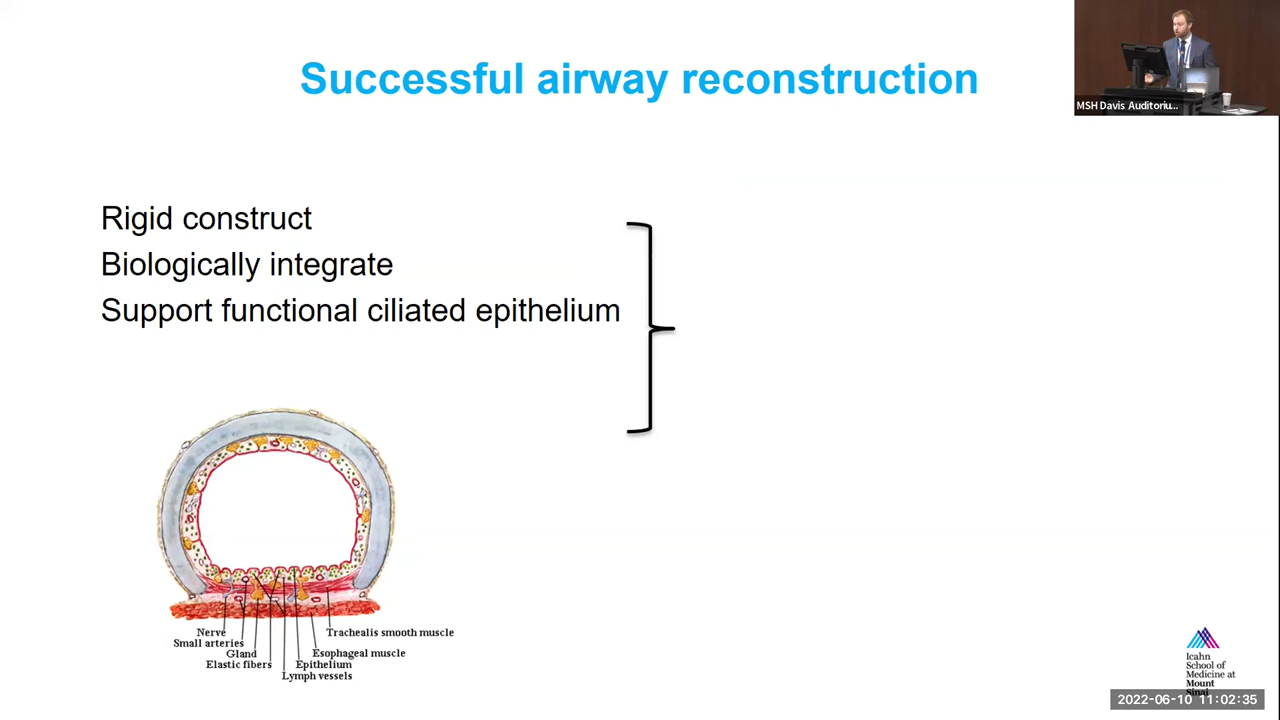 Successful airway reconstruction
MSH Davis Auditoriu...
Rigid construct
Biologically integrate
Support functional ciliated epithelium
Nerve
Small arteries
Gland
Elastic fibers
Trachealis smooth muscle
Esophageal muscle
Epithelium
Lymph vessels
Icahn
School of
Medicine at
Mount
Sinai
2022-06-10 11:02:35